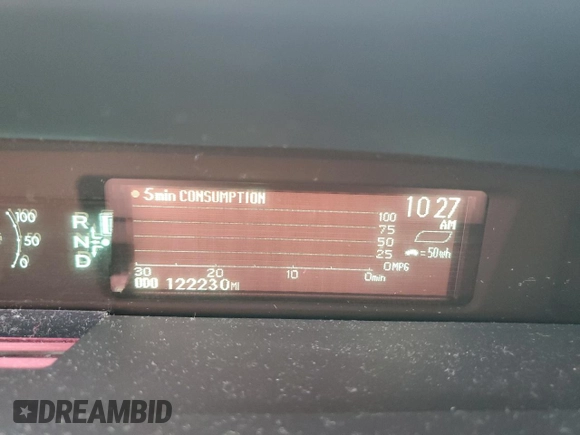 5min CONSUMPTION
10:27
AM
100
75
50
25
0MPG
=50Wh
30 20 10 0min
ODO 122230MI
100
50
0
R
N
D
DREAMBID